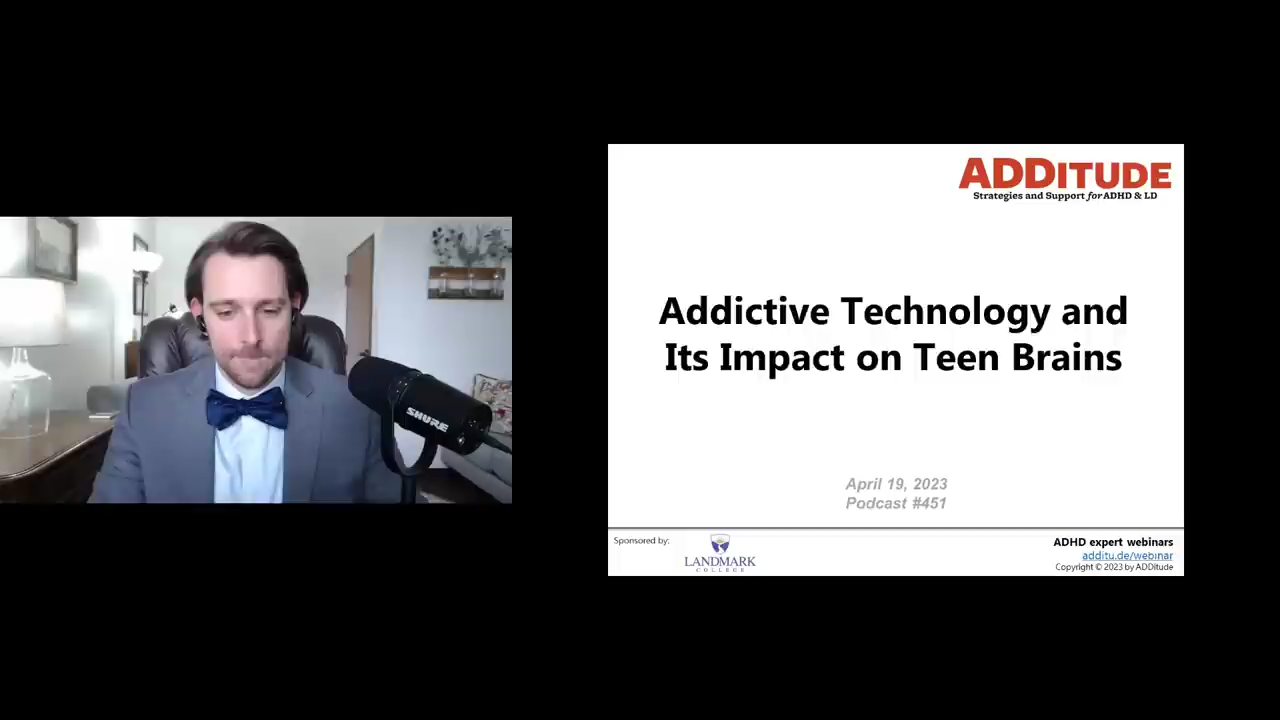 SHURE
ADDITUDE
Strategies and Support for ADHD & LD
Addictive Technology and
Its Impact on Teen Brains
April 19, 2023
Podcast #451
Sponsored by:
LANDMARK
COLLEGE
ADHD expert webinars
additu.de/webinar
Copyright © 2023 by ADDitude